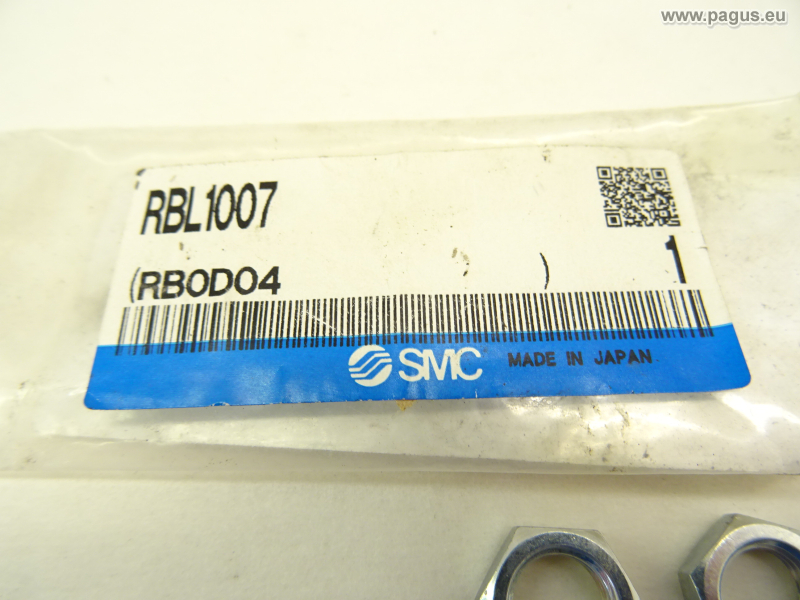 www.pagus.eu
RBL1007
(RB0D04 )
1
SMC MADE IN JAPAN